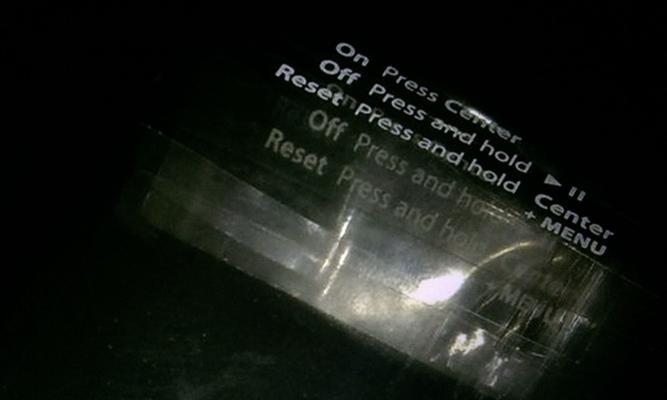 On Press Center
Off Press and hold ▶ II
Reset Press and hold Center
+ MENU